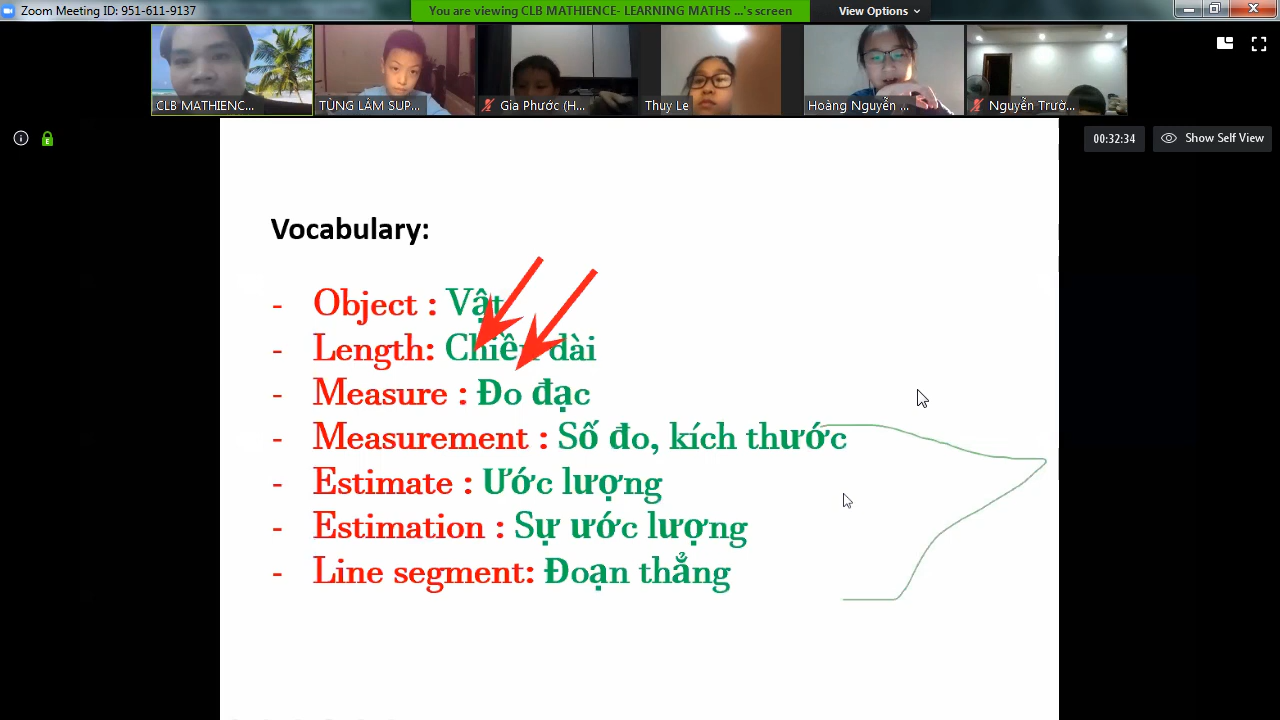 Zoom Meeting ID: 951-611-9137
You are viewing CLB MATHIENCE- LEARNING MATHS ...'s screen
View Options
CLB MATHIENC...
TÙNG LÂM SUP...
Gia Phước (H...
Thuy Le
Hoàng Nguyễn ...
Nguyễn Trườ...
00:32:34
Show Self View
Vocabulary:
- Object : Vật
- Length: Chiều dài
- Measure : Đo đạc
- Measurement : Số đo, kích thước
- Estimate : Ước lượng
- Estimation : Sự ước lượng
- Line segment: Đoạn thẳng